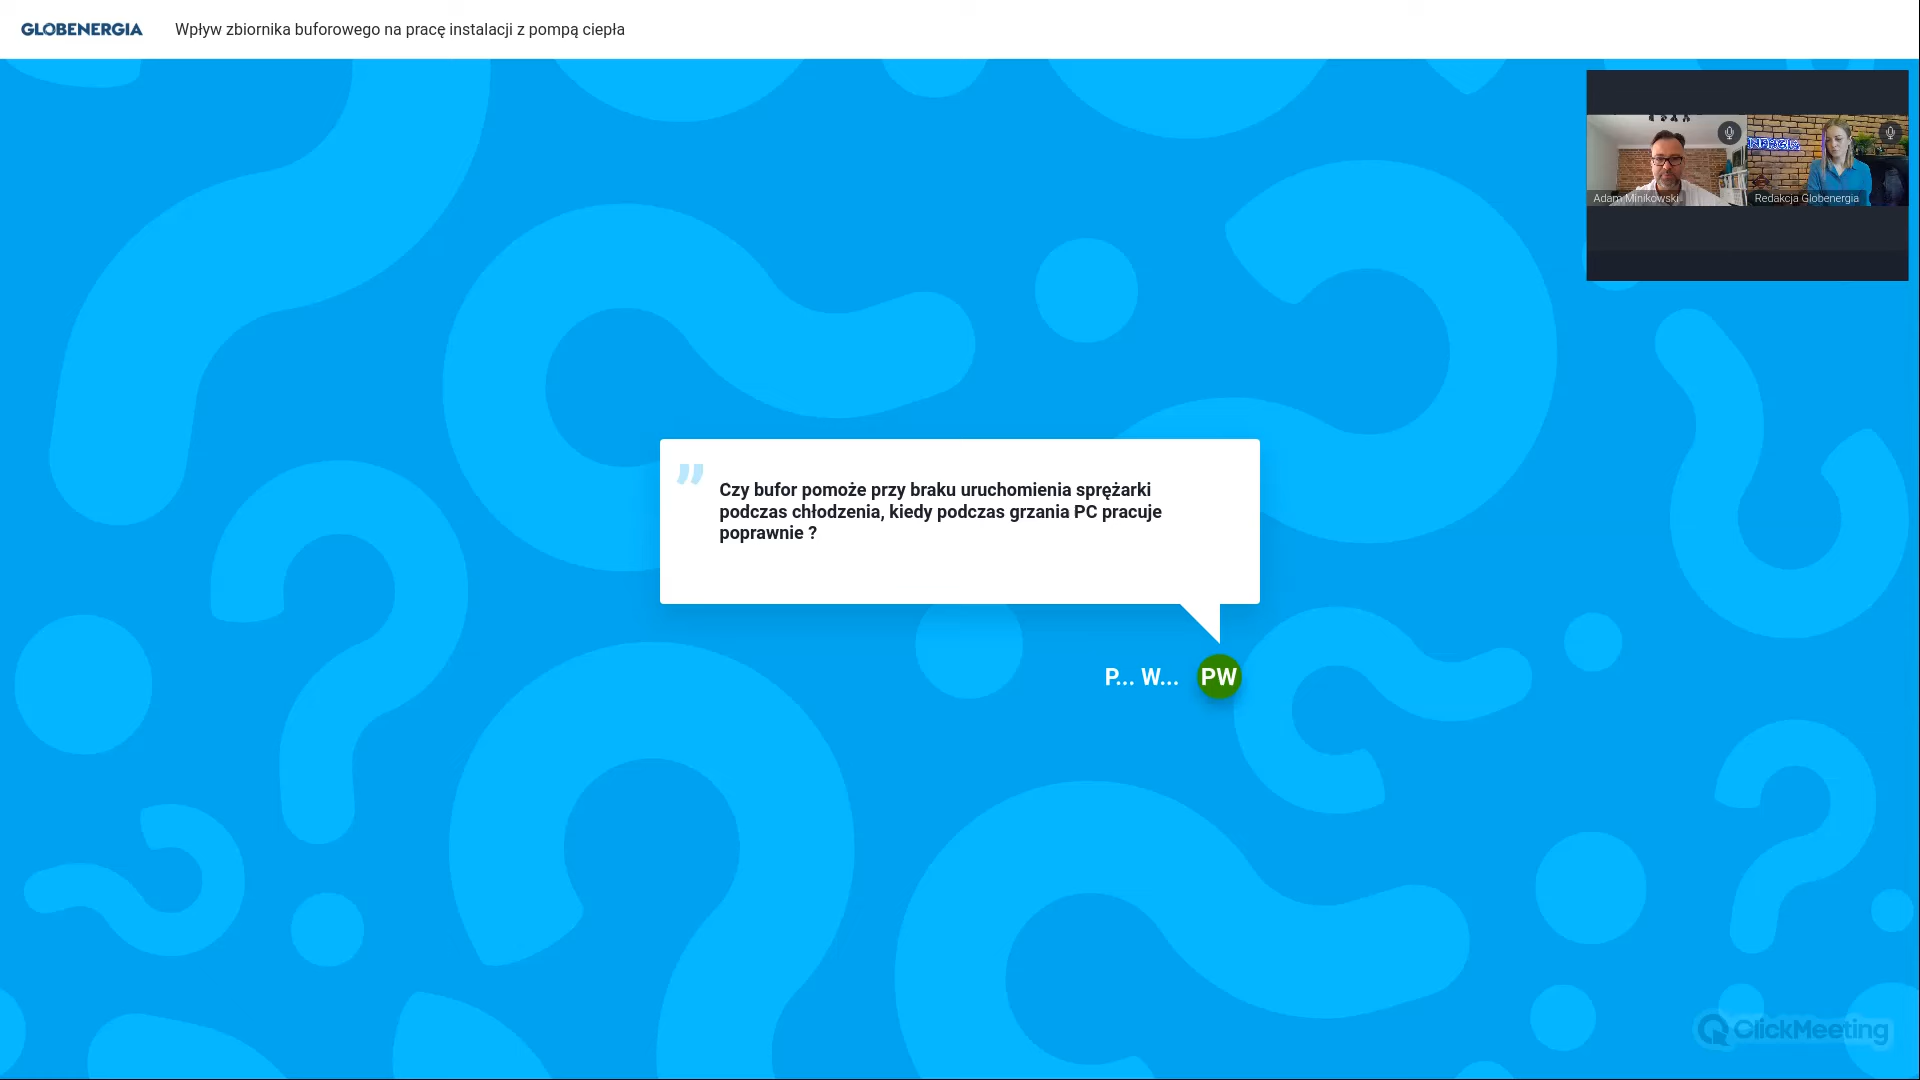 GLOBENERGIA
Wpływ zbiornika buforowego na pracę instalacji z pompą ciepła
ENERGIA
Adam Minikowski
Redakcja Globenergia
Czy bufor pomoże przy braku uruchomienia sprężarki
podczas chłodzenia, kiedy podczas grzania PC pracuje
poprawnie ?
P... W...
PW
ClickMeeting